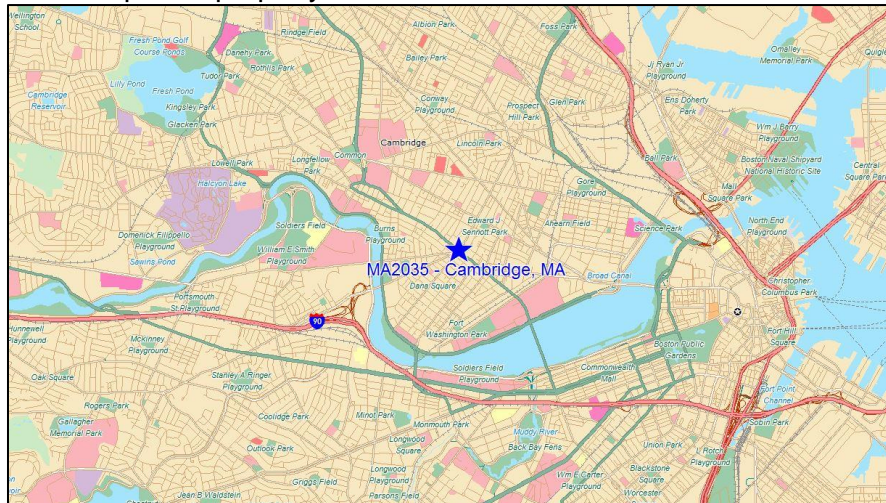 Wellington
School
Rindge Field
Albion Park
Foss Park
Omalley
Memorial Park
Fresh Pond Golf
Course Ponds
Danehy Park
Rothlis Park
Bailey Park
Jj Ryan Jr
Playground
Tudor Park
Lilly Pond
Fresh Pond
Cambridge
Reservoir
Conway
Playground
Prospect
Hill Park
Glen Park
Ens Doherty
Park
Kingsley Park
Glacken Park
Wm J Barry
Playground
Cambridge
Lincoln Park
Boston Naval Shipyard
National Historic Site
Central
Square Park
Lowell Park
Longfellow
Park
Common
Ball Park
Halcyon Lake
Gore
Playground
Mall
Square Park
Soldiers Field
Burns
Playground
Edward J
Sennott Park
Ahearn Field
Science Park
North End
Playground
Domenick Filippello
Playground
Sawins Pond
William E Smith
Playground
MA2035 - Cambridge, MA
Dana Square
Broad Canal
Christopher
Columbus Park
Portsmouth
St Playground
90
Fort
Washington Park
Fort Hill
Square
Hunnewell
Playground
Mckinney
Playground
Boston Public
Gardens
Oak Square
Stanley A Ringer
Playground
Soldiers Field
Playground
Commonwealth
Mall
Fort Point
Channel
Rogers Park
Coolidge Park
Minot Park
Monmouth Park
Sobin Park
Gallagher
Memorial Park
Outlook Park
Longwood
Square
Muddy River
Back Bay Fens
Union Park
L Rotch
Playground
Griggs Field
Longwood
Playground
Wm E Carter
Playground
Blackstone
Square
Jean B Waldstein
Parsons Field
Worcester